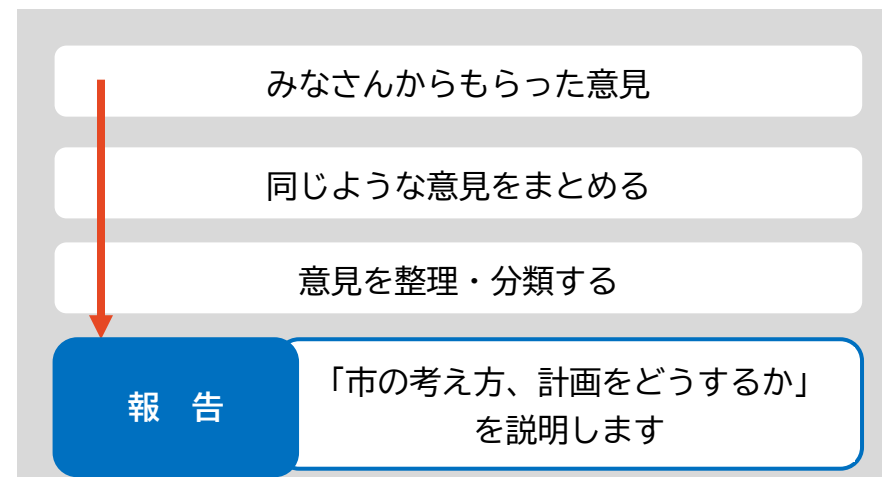 みなさんからもらった意見
同じような意見をまとめる
意見を整理・分類する
報　告
「市の考え方、計画をどうするか」
を説明します